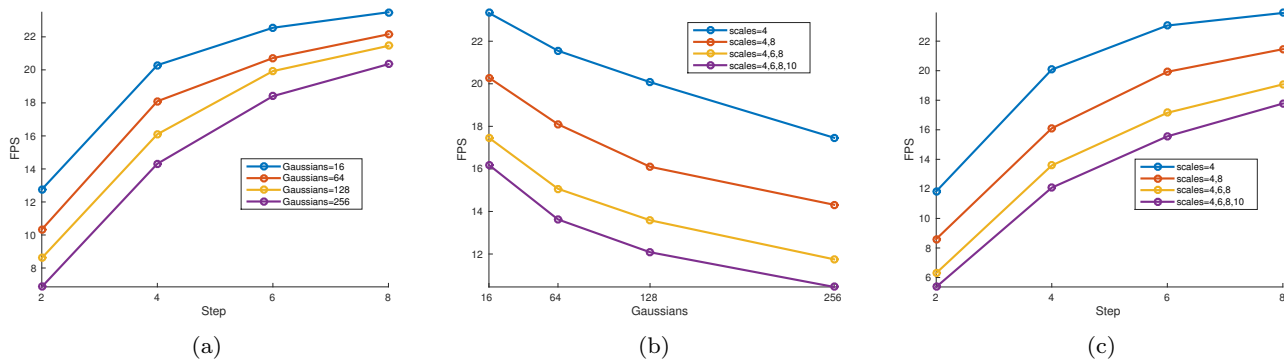 22
20
18
16
14
12
10
8
FPS
2
4
6
8
Step
Gaussians=16
Gaussians=64
Gaussians=128
Gaussians=256
(a)
22
20
18
16
14
12
FPS
16
64
128
256
Gaussians
scales=4
scales=4,8
scales=4,6,8
scales=4,6,8,10
(b)
22
20
18
16
14
12
10
8
6
FPS
2
4
6
8
Step
scales=4
scales=4,8
scales=4,6,8
scales=4,6,8,10
(c)